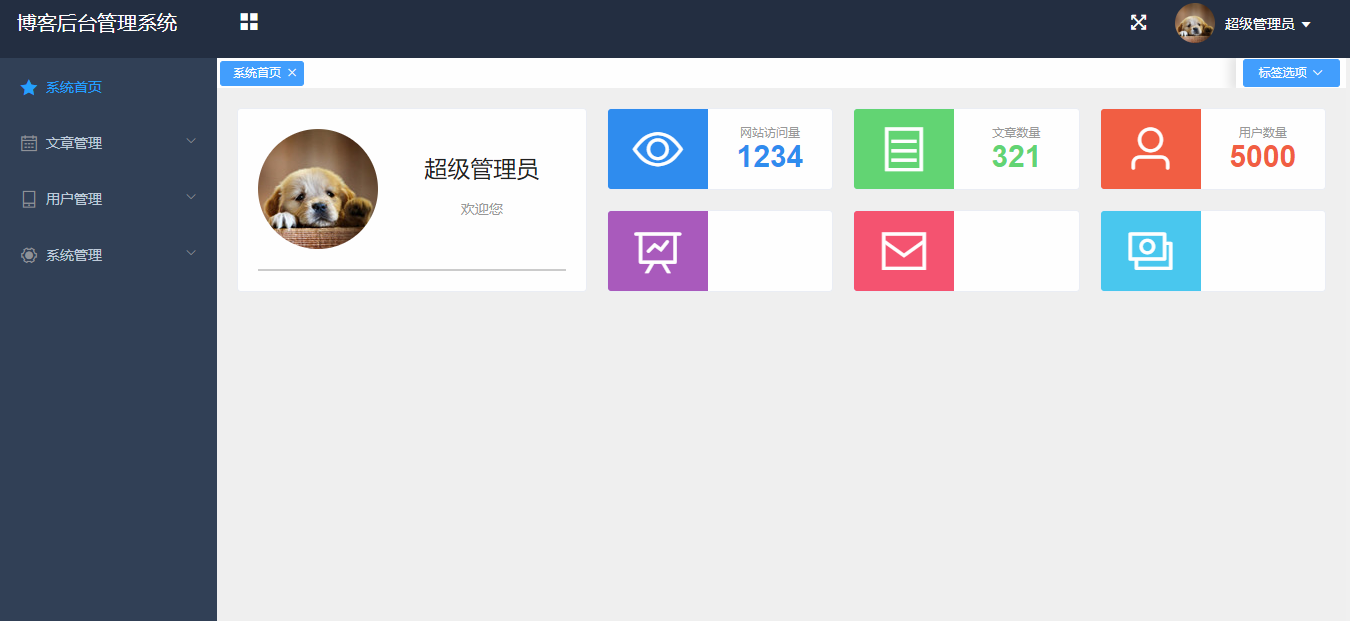 博客后台管理系统
超级管理员
系统首页
文章管理
用户管理
系统管理
系统首页
标签选项
超级管理员
欢迎您
网站访问量
1234
文章数量
321
用户数量
5000